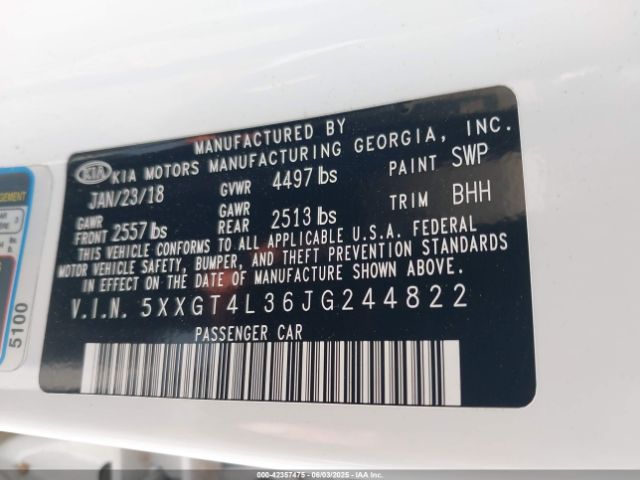 MANUFACTURED BY
KIA KIA MOTORS MANUFACTURING GEORGIA, INC.
JAN/23/18 GVWR 4497 lbs PAINT SWP
GAWR FRONT 2557 lbs GAWR REAR 2513 lbs TRIM BHH
THIS VEHICLE CONFORMS TO ALL APPLICABLE U.S.A. FEDERAL
MOTOR VEHICLE SAFETY, BUMPER, AND THEFT PREVENTION STANDARDS
IN EFFECT ON THE DATE OF MANUFACTURE SHOWN ABOVE.
V.I.N. 5XXGT4L36JG244822
PASSENGER CAR
5100
000-42357475 - 06/03/2025 - IAA, Inc.